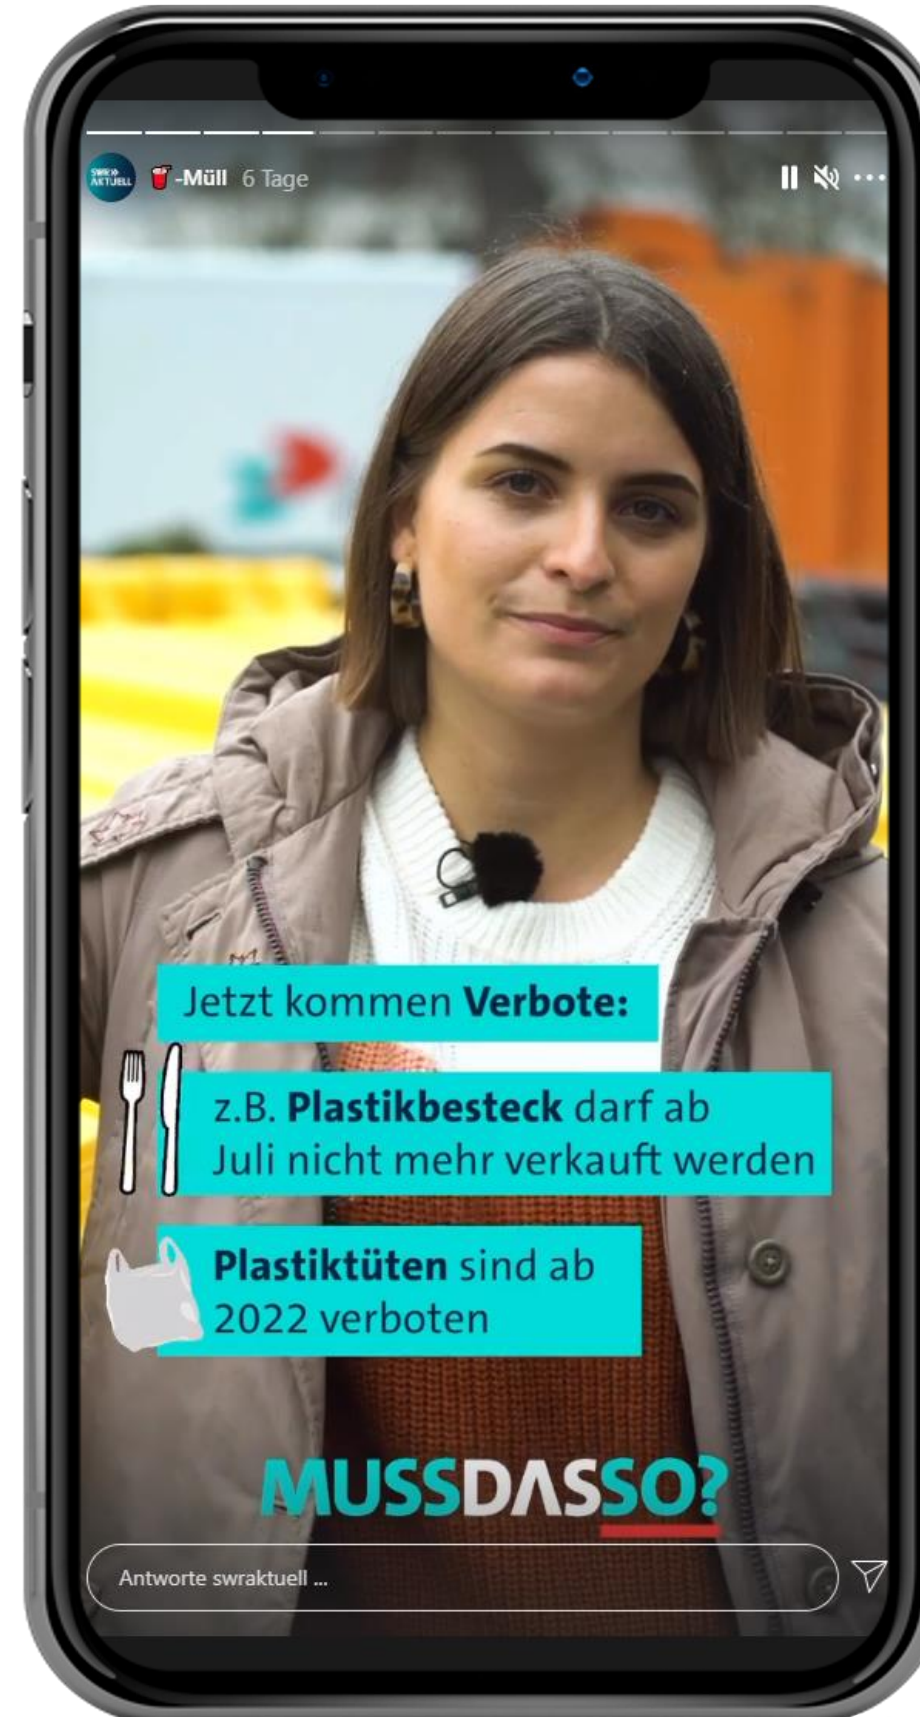 SWR»
AKTUELL
-Müll 6 Tage
Jetzt kommen Verbote:
z.B. Plastikbesteck darf ab
Juli nicht mehr verkauft werden
Plastiktüten sind ab
2022 verboten
MUSSDASSO?
Antworte swraktuell ...